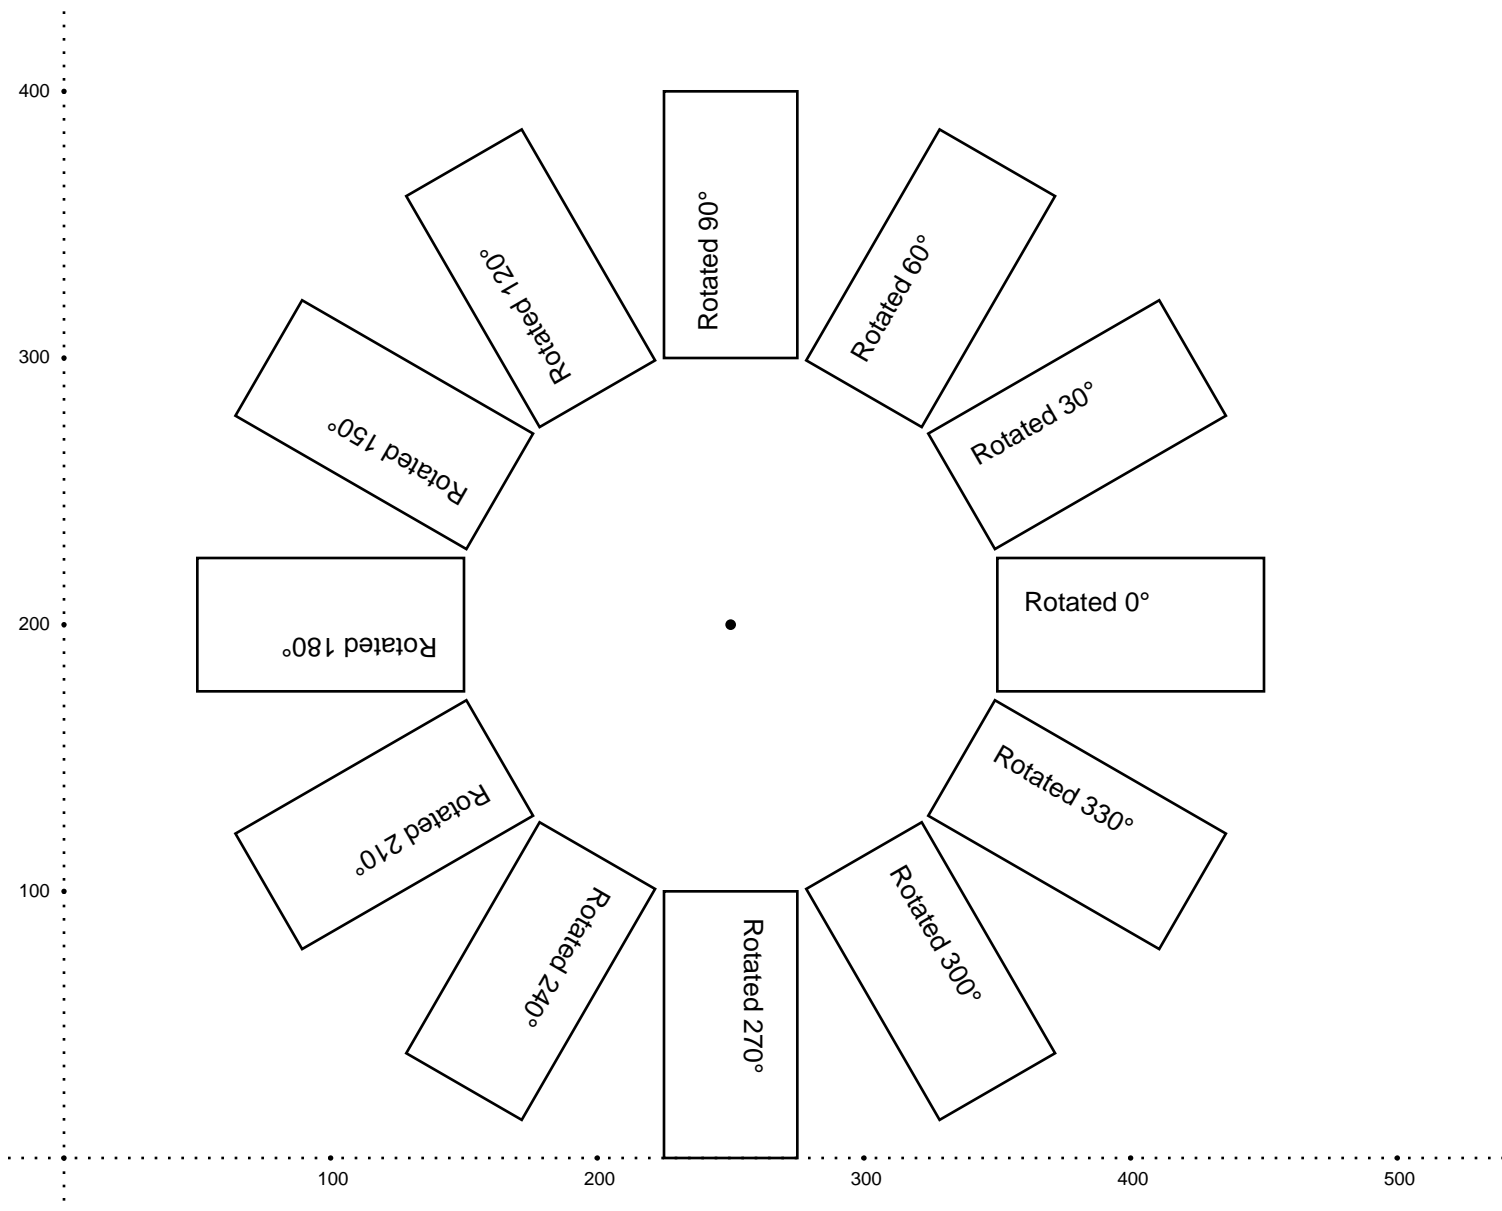 400
Rotated 90°
Rotated 120°
Rotated 60°
300
Rotated 150°
Rotated 30°
200
Rotated 180°
Rotated 0°
Rotated 210°
Rotated 330°
100
Rotated 240°
Rotated 270°
Rotated 300°
100 200 300 400 500